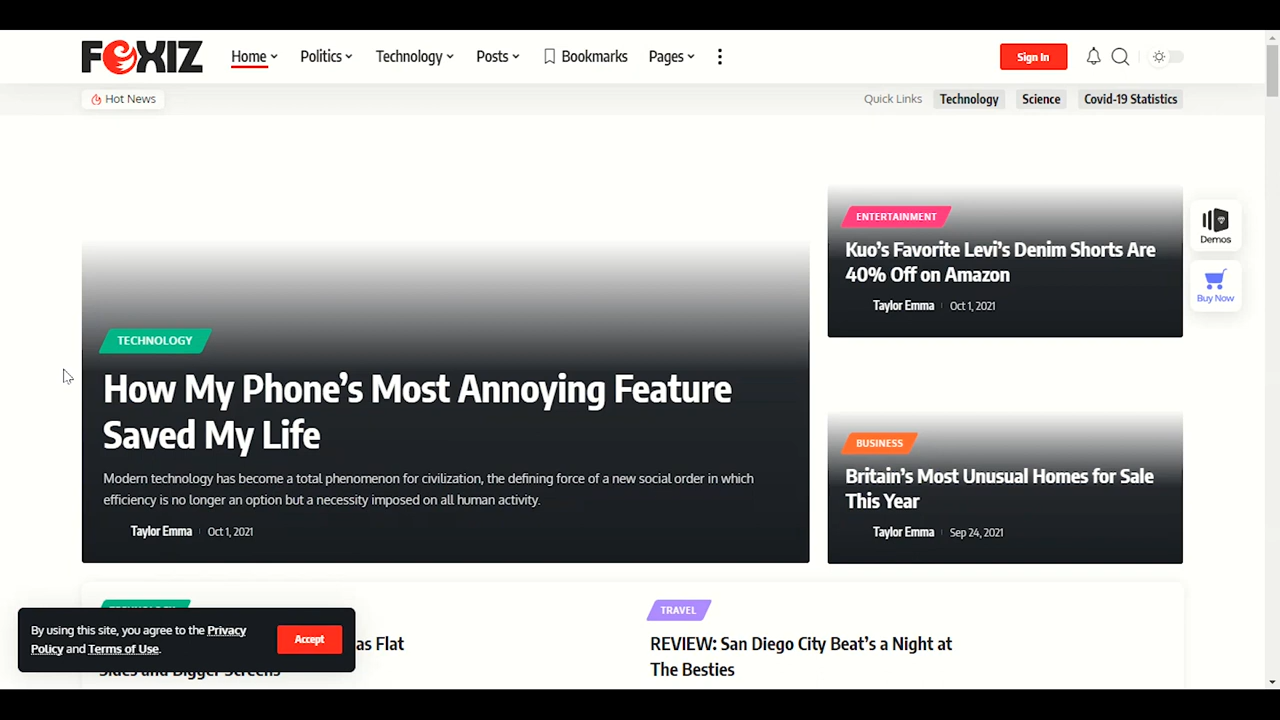 FOXIZ
Home
Politics
Technology
Posts
Bookmarks
Pages
Sign In
Hot News
Quick Links
Technology
Science
Covid-19 Statistics
TECHNOLOGY
How My Phone's Most Annoying Feature
Saved My Life
Modern technology has become a total phenomenon for civilization, the defining force of a new social order in which
efficiency is no longer an option but a necessity imposed on all human activity.
Taylor Emma
Oct 1, 2021
ENTERTAINMENT
Kuo's Favorite Levi's Denim Shorts Are
40% Off on Amazon
Taylor Emma
Oct 1, 2021
BUSINESS
Britain's Most Unusual Homes for Sale
This Year
Taylor Emma
Sep 24, 2021
Demos
Buy Now
as Flat
TRAVEL
REVIEW: San Diego City Beat's a Night at
The Besties
By using this site, you agree to the Privacy
Policy and Terms of Use.
Accept